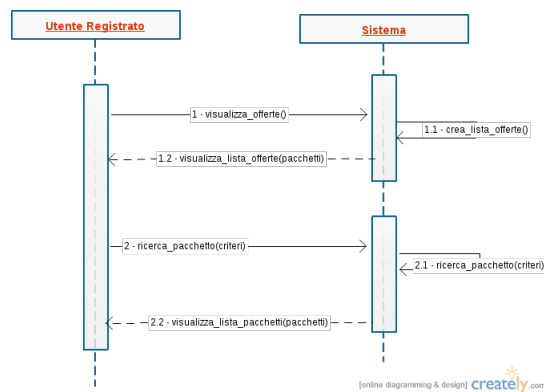 Utente Registrato
Sistema
1 - visualizza_offerte()
1.1 - crea_lista_offerte()
1.2 - visualizza_lista_offerte(pacchetti)
2 - ricerca_pacchetto(criteri)
2.1 - ricerca_pacchetto(criteri)
2.2 - visualizza_lista_pacchetti(pacchetti)
[online diagramming & design] creately.com